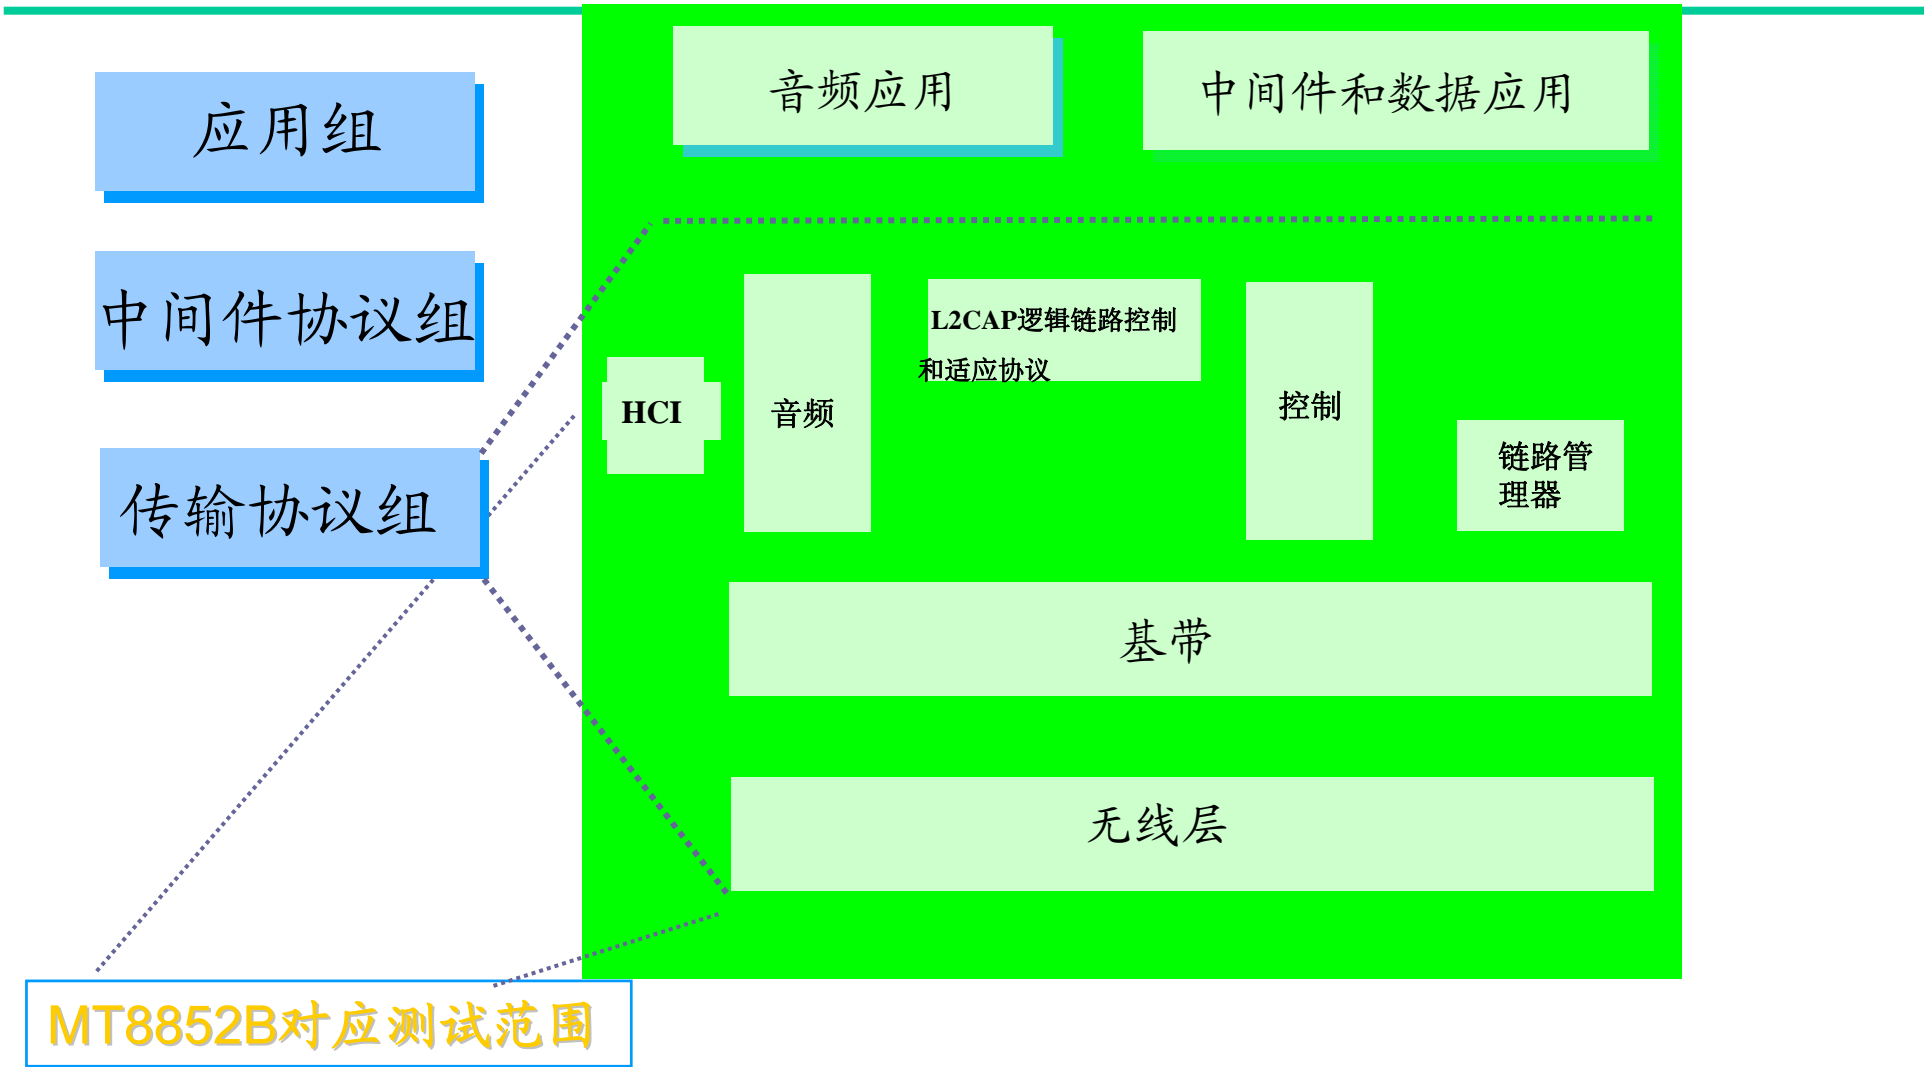 应用组
中间件协议组
传输协议组
音频应用
中间件和数据应用
HCI
音频
L2CAP逻辑链路控制
和适应协议
控制
链路管
理器
基带
无线层
MT8852B对应测试范围